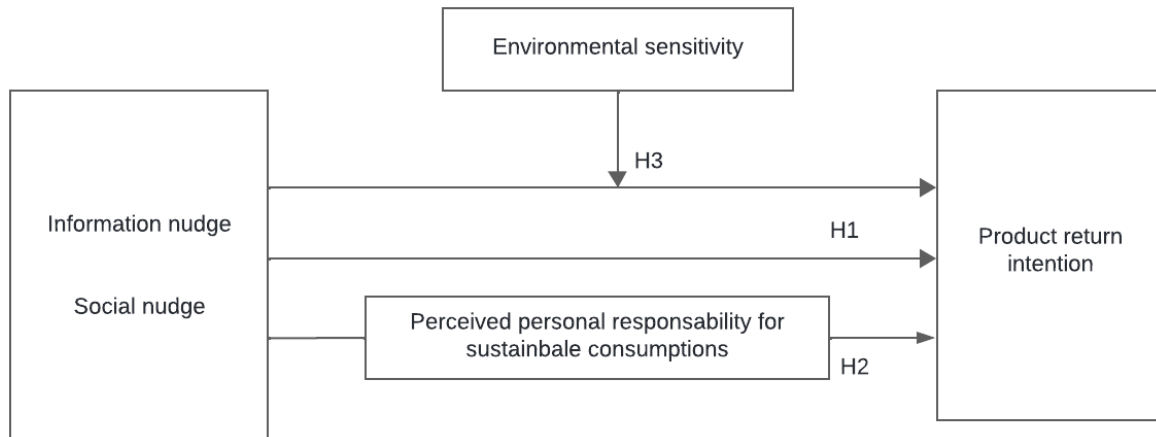 Environmental sensitivity
H3
Information nudge
H1
Product return
intention
Social nudge
Perceived personal responsability for
sustainbale consumptions
H2